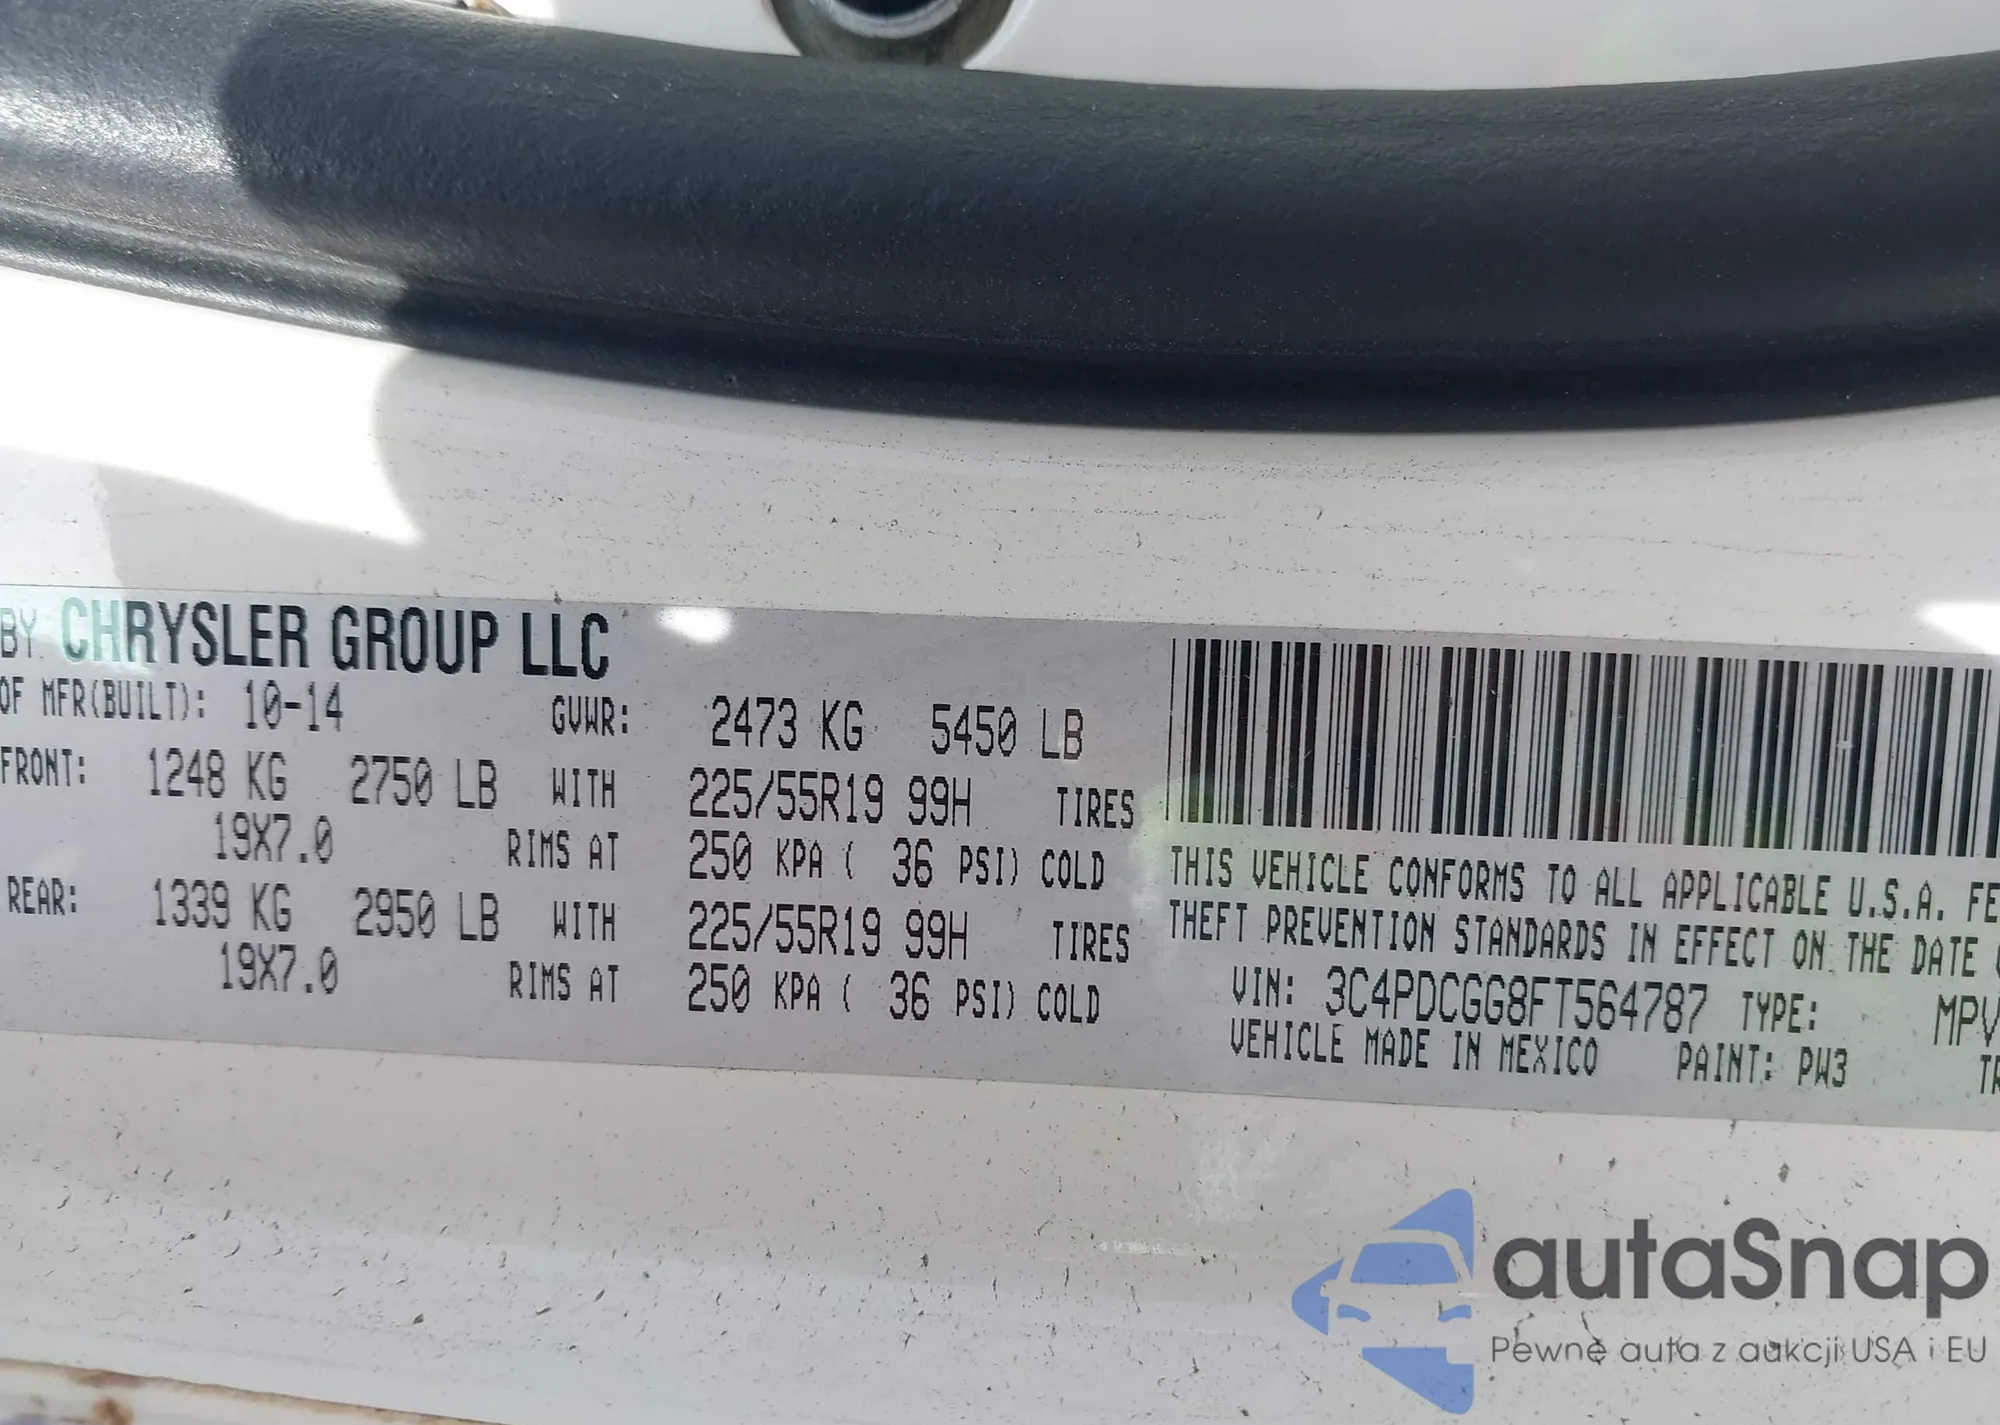 BY CHRYSLER GROUP LLC
OF MFR(BUILT): 10-14 GVWR: 2473 KG 5450 LB
FRONT: 1248 KG 2750 LB WITH 225/55R19 99H TIRES
19X7.0 RIMS AT 250 KPA ( 36 PSI) COLD
REAR: 1339 KG 2950 LB WITH 225/55R19 99H TIRES
19X7.0 RIMS AT 250 KPA ( 36 PSI) COLD
THIS VEHICLE CONFORMS TO ALL APPLICABLE U.S.A. FE
THEFT PREVENTION STANDARDS IN EFFECT ON THE DATE
VIN: 3C4PDCGG8FT564787 TYPE: MPV
VEHICLE MADE IN MEXICO PAINT: PW3 TR
autaSnap
Pewne auta z aukcji USA i EU